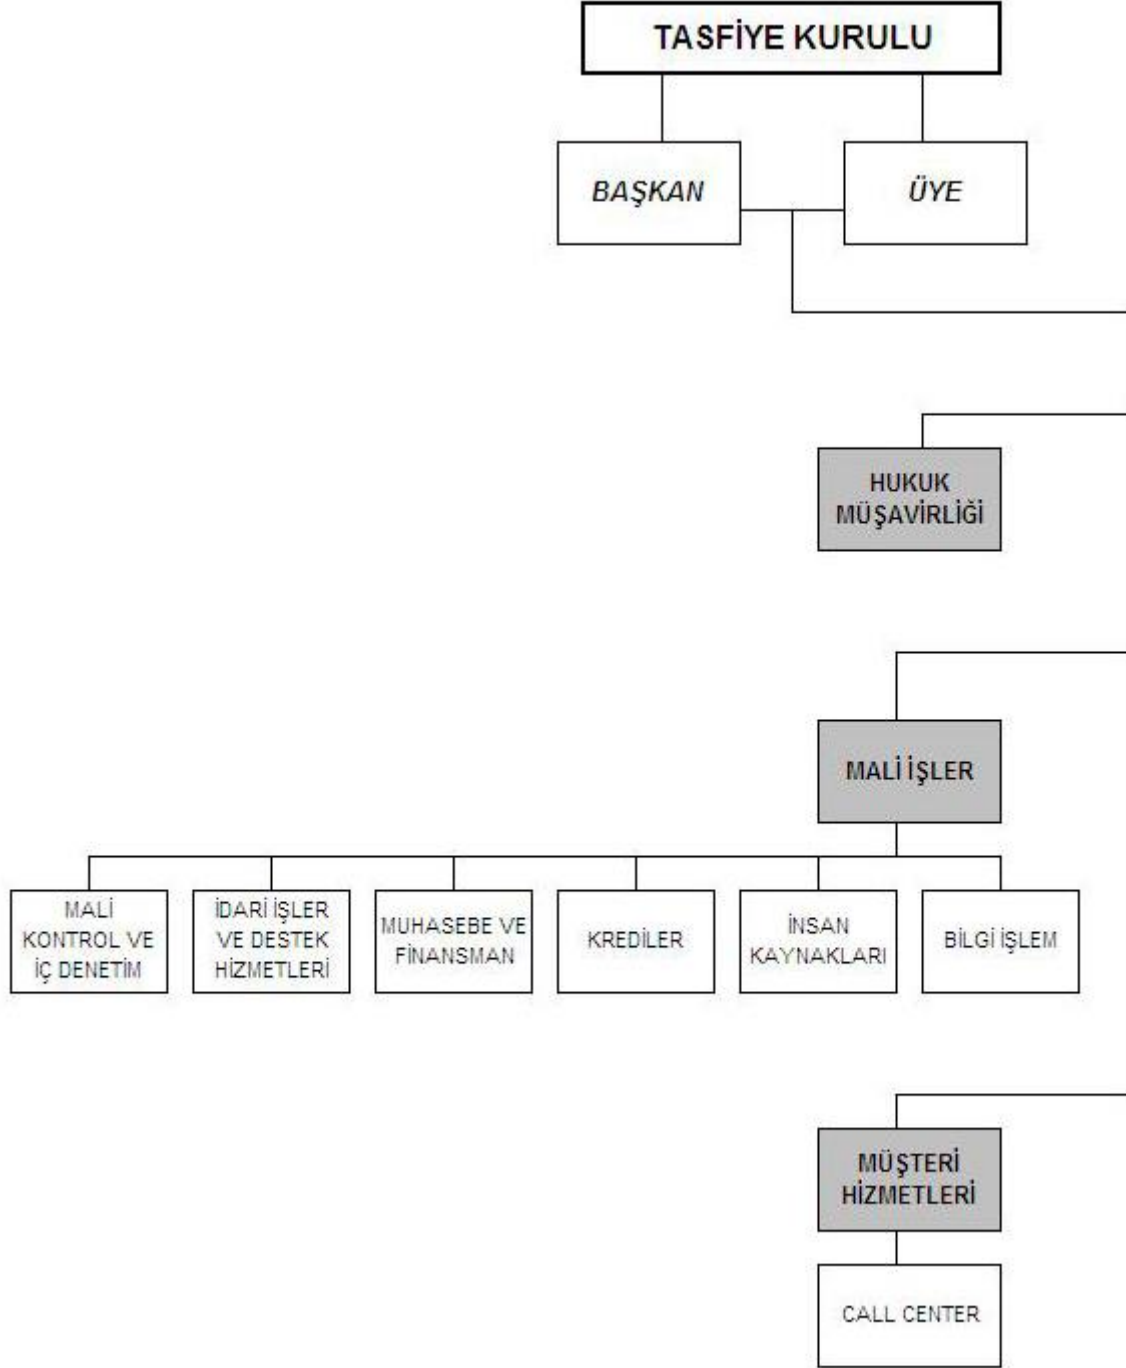 TASFİYE KURULU
BAŞKAN
ÜYE
HUKUK
MÜŞAVİRLİĞİ
MALİ İŞLER
MALİ
KONTROL VE
İÇ DENETİM
İDARİ İŞLER
VE DESTEK
HİZMETLERİ
MUHASEBE VE
FİNANSMAN
KREDİLER
İNSAN
KAYNAKLARI
BİLGİ İŞLEM
MÜŞTERİ
HİZMETLERİ
CALL CENTER